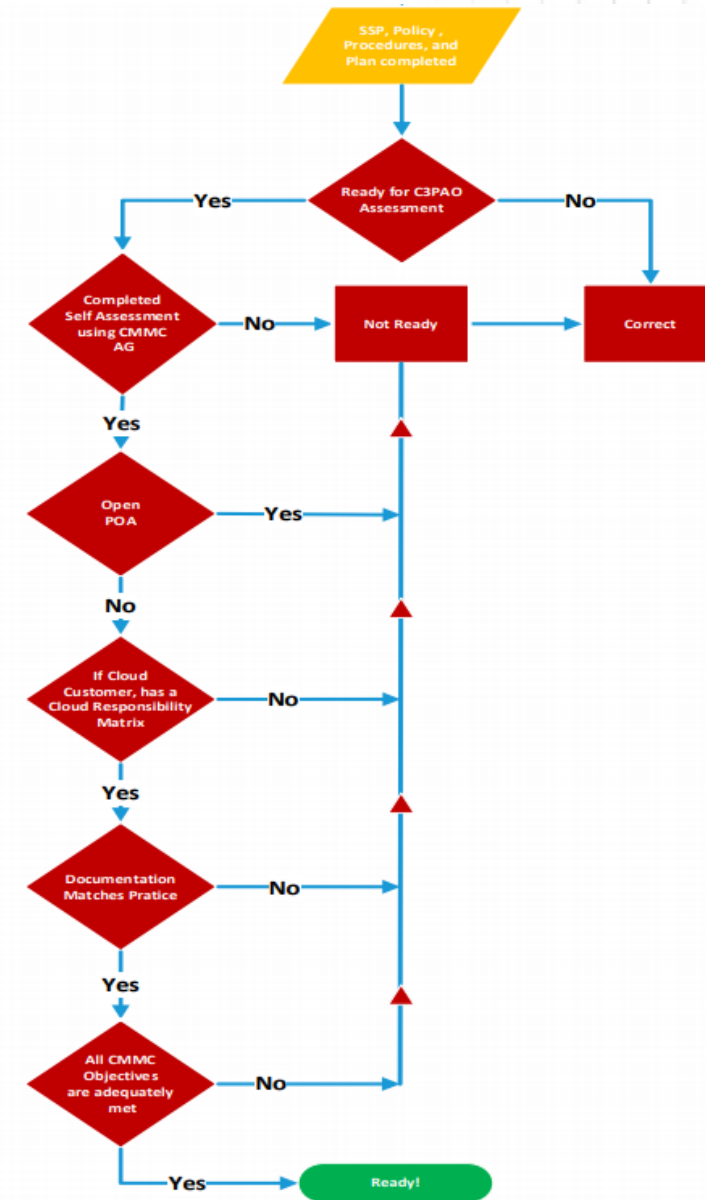 SSP, Policy ,
Procedures, and
Plan completed
Ready for C3PAO
Assessment
Yes
No
Completed
Self Assessment
using CMMC
AG
No
Not Ready
Correct
Yes
Open
POA
Yes
No
If Cloud
Customer, has a
Cloud Responsibility
Matrix
No
Yes
Documentation
Matches Pratice
No
Yes
All CMMC
Objectives
are adequately
met
No
Yes
Ready!